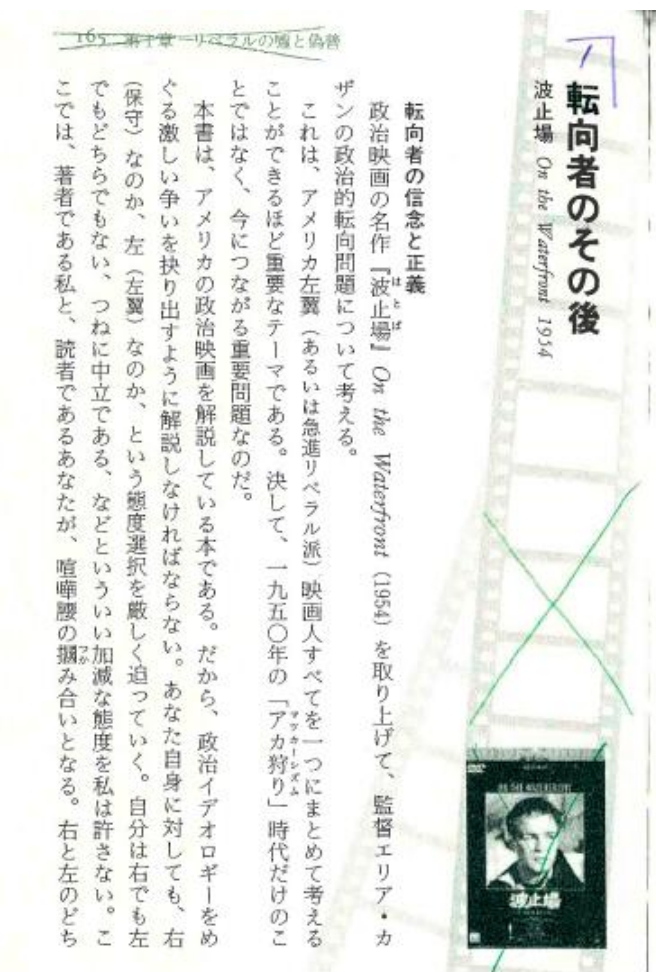 165 第十章 リベラルの嘘と偽善
転向者のその後
波止場 On the Waterfront 1954
転向者の信念と正義
政治映画の名作『波止場』On the Waterfront (1954) を取り上げて、監督エリア・カ
はとば
ザンの政治的転向問題について考える。
これは、アメリカ左翼（あるいは急進リベラル派）映画人すべてを一つにまとめて考える
ことができるほど重要なテーマである。決して、一九五〇年の「アカ狩り」時代だけのこ
マッカーシズム
とではなく、今につながる重要問題なのだ。
本書は、アメリカの政治映画を解説している本である。だから、政治イデオロギーをめ
ぐる激しい争いを抉り出すように解説しなければならない。あなた自身に対しても、右
（保守）なのか、左（左翼）なのか、という態度選択を厳しく迫っていく。自分は右でも左
でもどちらでもない、つねに中立である、などといういい加減な態度を私は許さない。こ
こでは、著者である私と、読者であるあなたが、喧嘩腰の摑み合いとなる。右と左のどち
つか
ON THE WATERFRONT
波止場